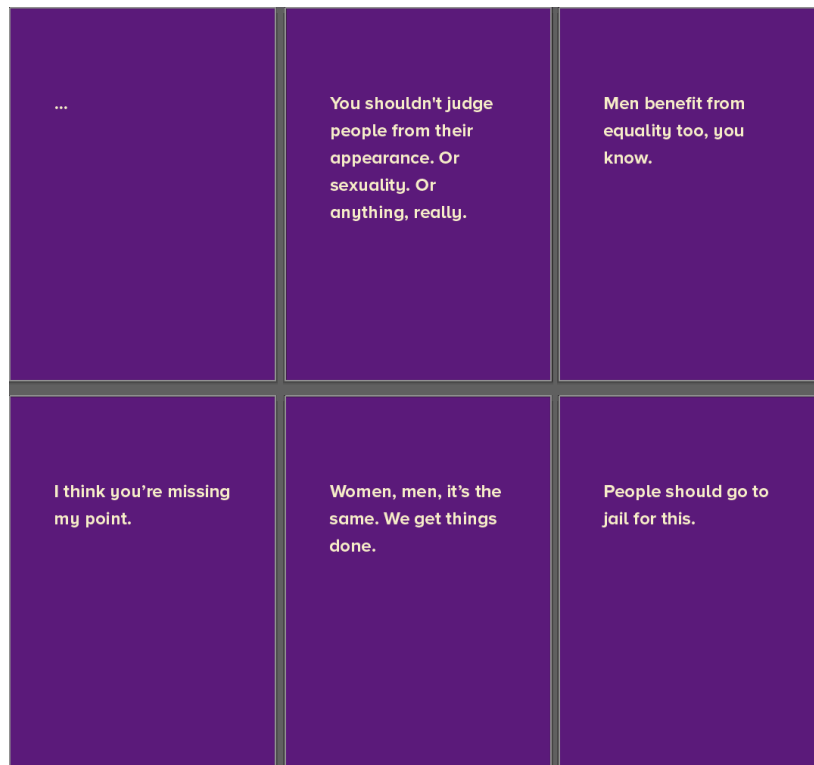 ...
You shouldn't judge
people from their
appearance. Or
sexuality. Or
anything, really.
Men benefit from
equality too, you
know.
I think you’re missing
my point.
Women, men, it’s the
same. We get things
done.
People should go to
jail for this.